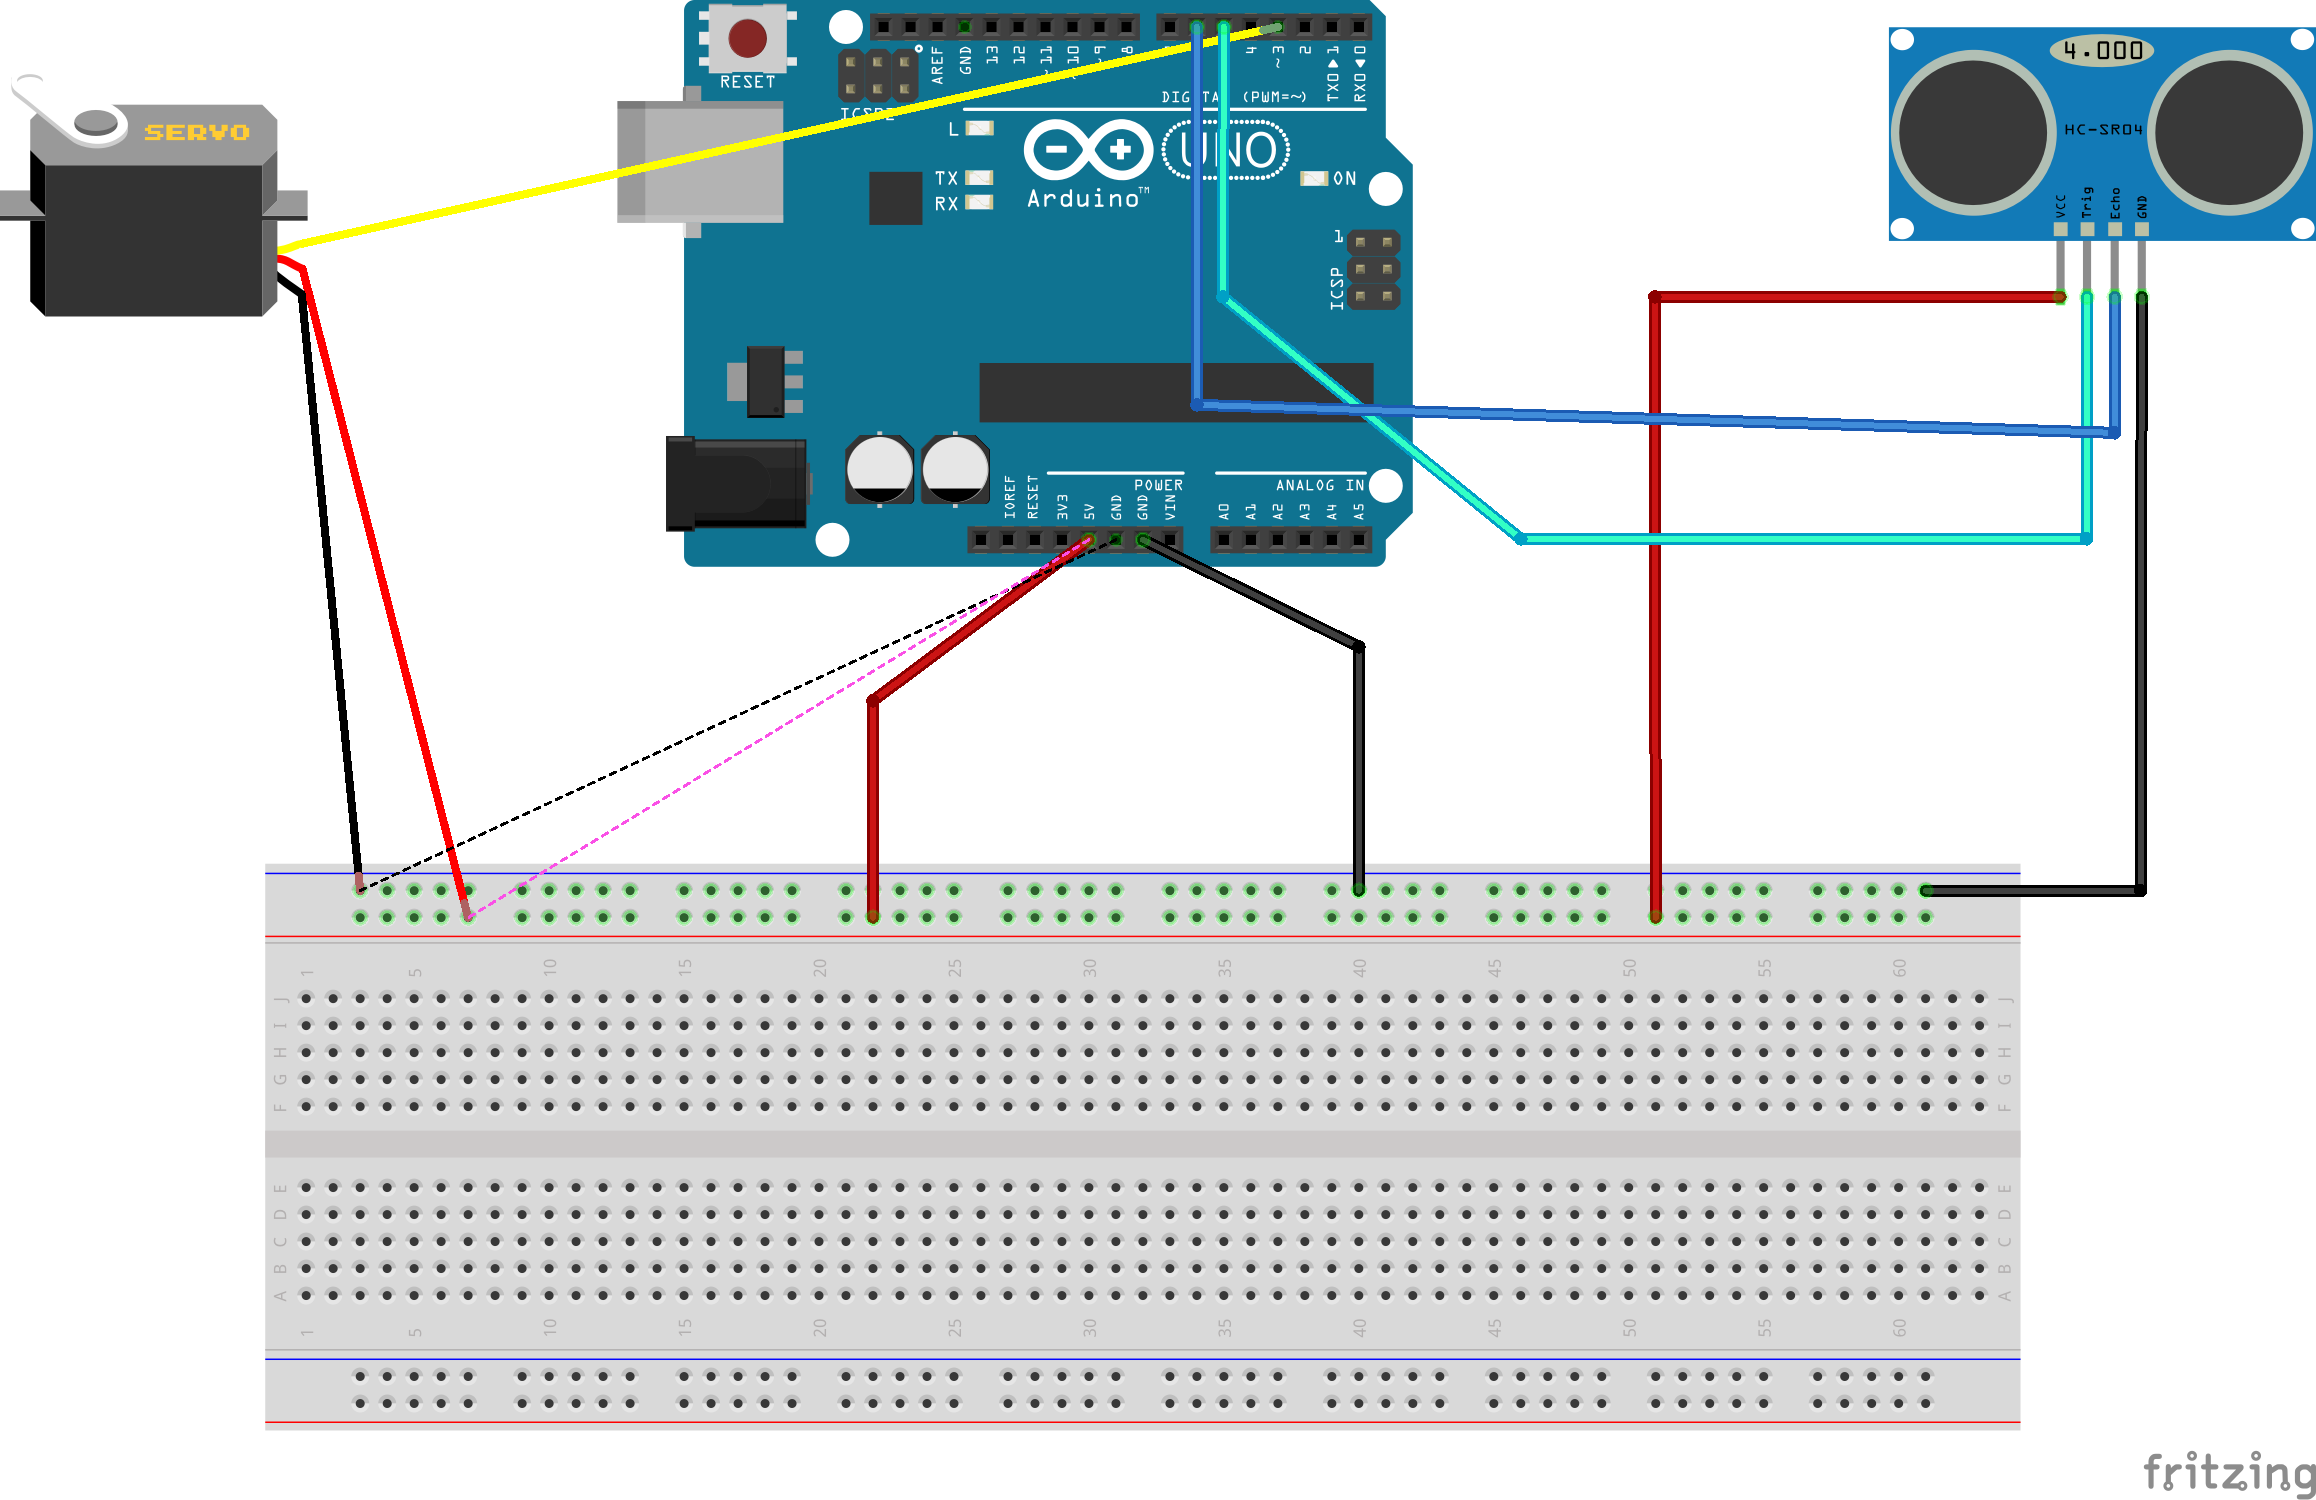 RESET
AREF
GND
13
12
~11
~10
~9
8
4
~3
2
TXO▶1
RXO◀0
ICSP2
(PWM=~)
L
TX
RX
UNO
Arduino™
ON
1
ICSP
IOREF
RESET
3V3
5V
GND
GND
VIN
POWER
ANALOG IN
A0
A1
A2
A3
A4
A5
SERVO
4.000
HC-SR04
VCC
Trig
Echo
GND
1 5 10 15 20 25 30 35 40 45 50 55 60
J J
I I
H H
G G
F F
E E
D D
C C
B B
A A
1 5 10 15 20 25 30 35 40 45 50 55 60
fritzing